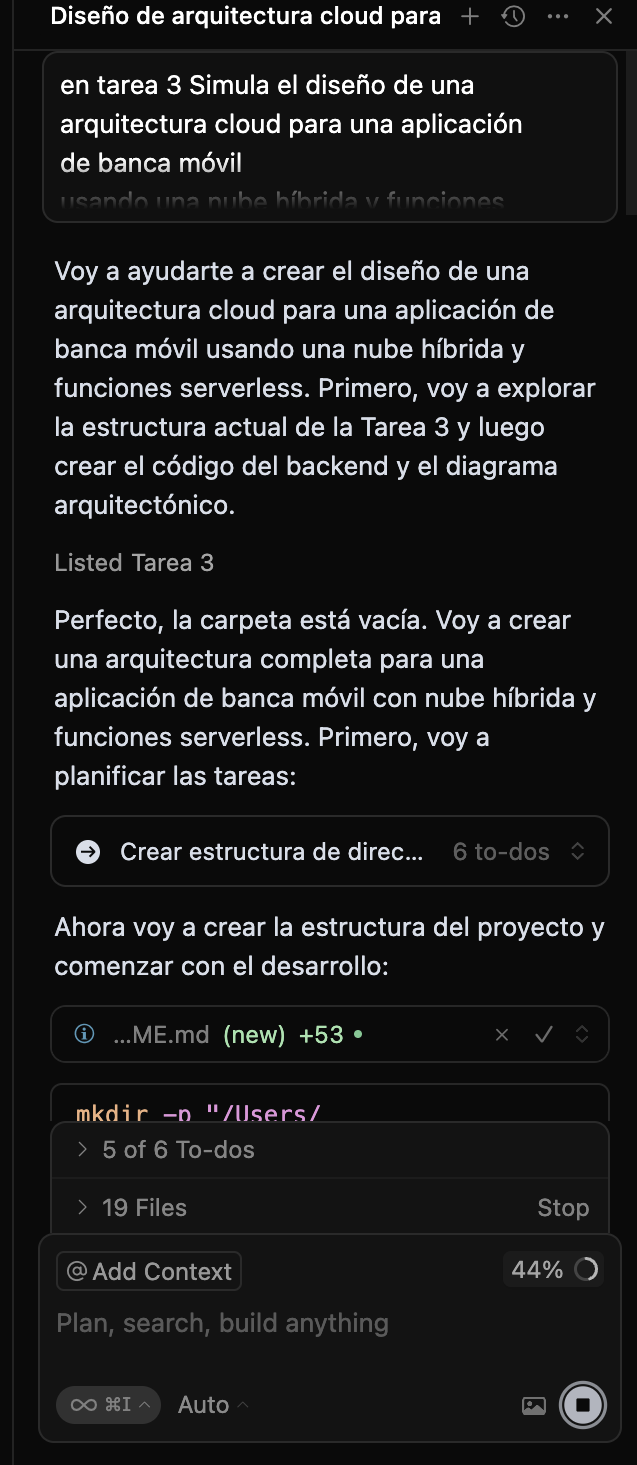 Diseño de arquitectura cloud para
en tarea 3 Simula el diseño de una
arquitectura cloud para una aplicación
de banca móvil
usando una nube híbrida y funciones
Voy a ayudarte a crear el diseño de una
arquitectura cloud para una aplicación de
banca móvil usando una nube híbrida y
funciones serverless. Primero, voy a explorar
la estructura actual de la Tarea 3 y luego
crear el código del backend y el diagrama
arquitectónico.
Listed Tarea 3
Perfecto, la carpeta está vacía. Voy a crear
una arquitectura completa para una
aplicación de banca móvil con nube híbrida y
funciones serverless. Primero, voy a
planificar las tareas:
Crear estructura de direc... 6 to-dos
Ahora voy a crear la estructura del proyecto y
comenzar con el desarrollo:
...ME.md (new) +53
mkdir -p "/Users/
5 of 6 To-dos
19 Files Stop
@ Add Context 44%
Plan, search, build anything
∞ ⌘I Auto